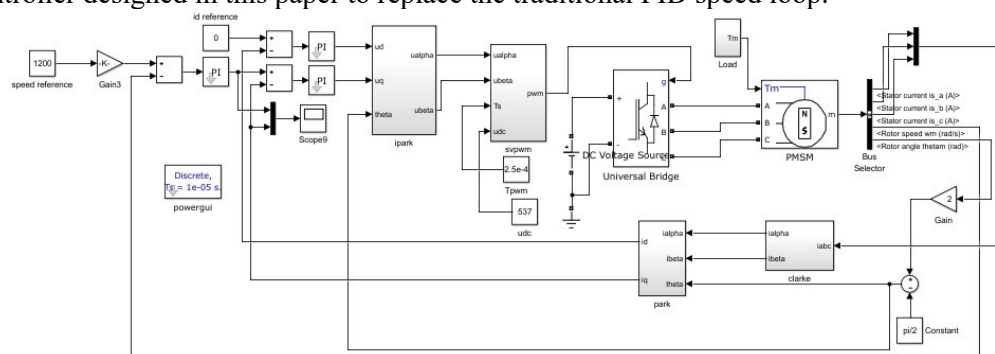 ntroller designed in this paper to replace the traditional PID speed loop.
id reference
0
1200
speed reference
-K-
Gain3
+
-
PI
+
-
PI
+
-
PI
Scope9
ud
uq
theta
ualpha
ubeta
ipark
ualpha
ubeta
Ts
udc
pwm
svpwm
2.5e-4
Tpwm
537
udc
Discrete,
Ts = 1e-05 s.
powergui
+
DC Voltage Source
g
+
-
A
B
C
Universal Bridge
Tm
Load
Tm
A
B
C
N
S
m
PMSM
<Stator current is_a (A)>
<Stator current is_b (A)>
<Stator current is_c (A)>
<Rotor speed wm (rad/s)>
<Rotor angle thetam (rad)>
Bus
Selector
2
Gain
id
iq
ialpha
ibeta
theta
park
ialpha
ibeta
iabc
clarke
+
-
pi/2
Constant